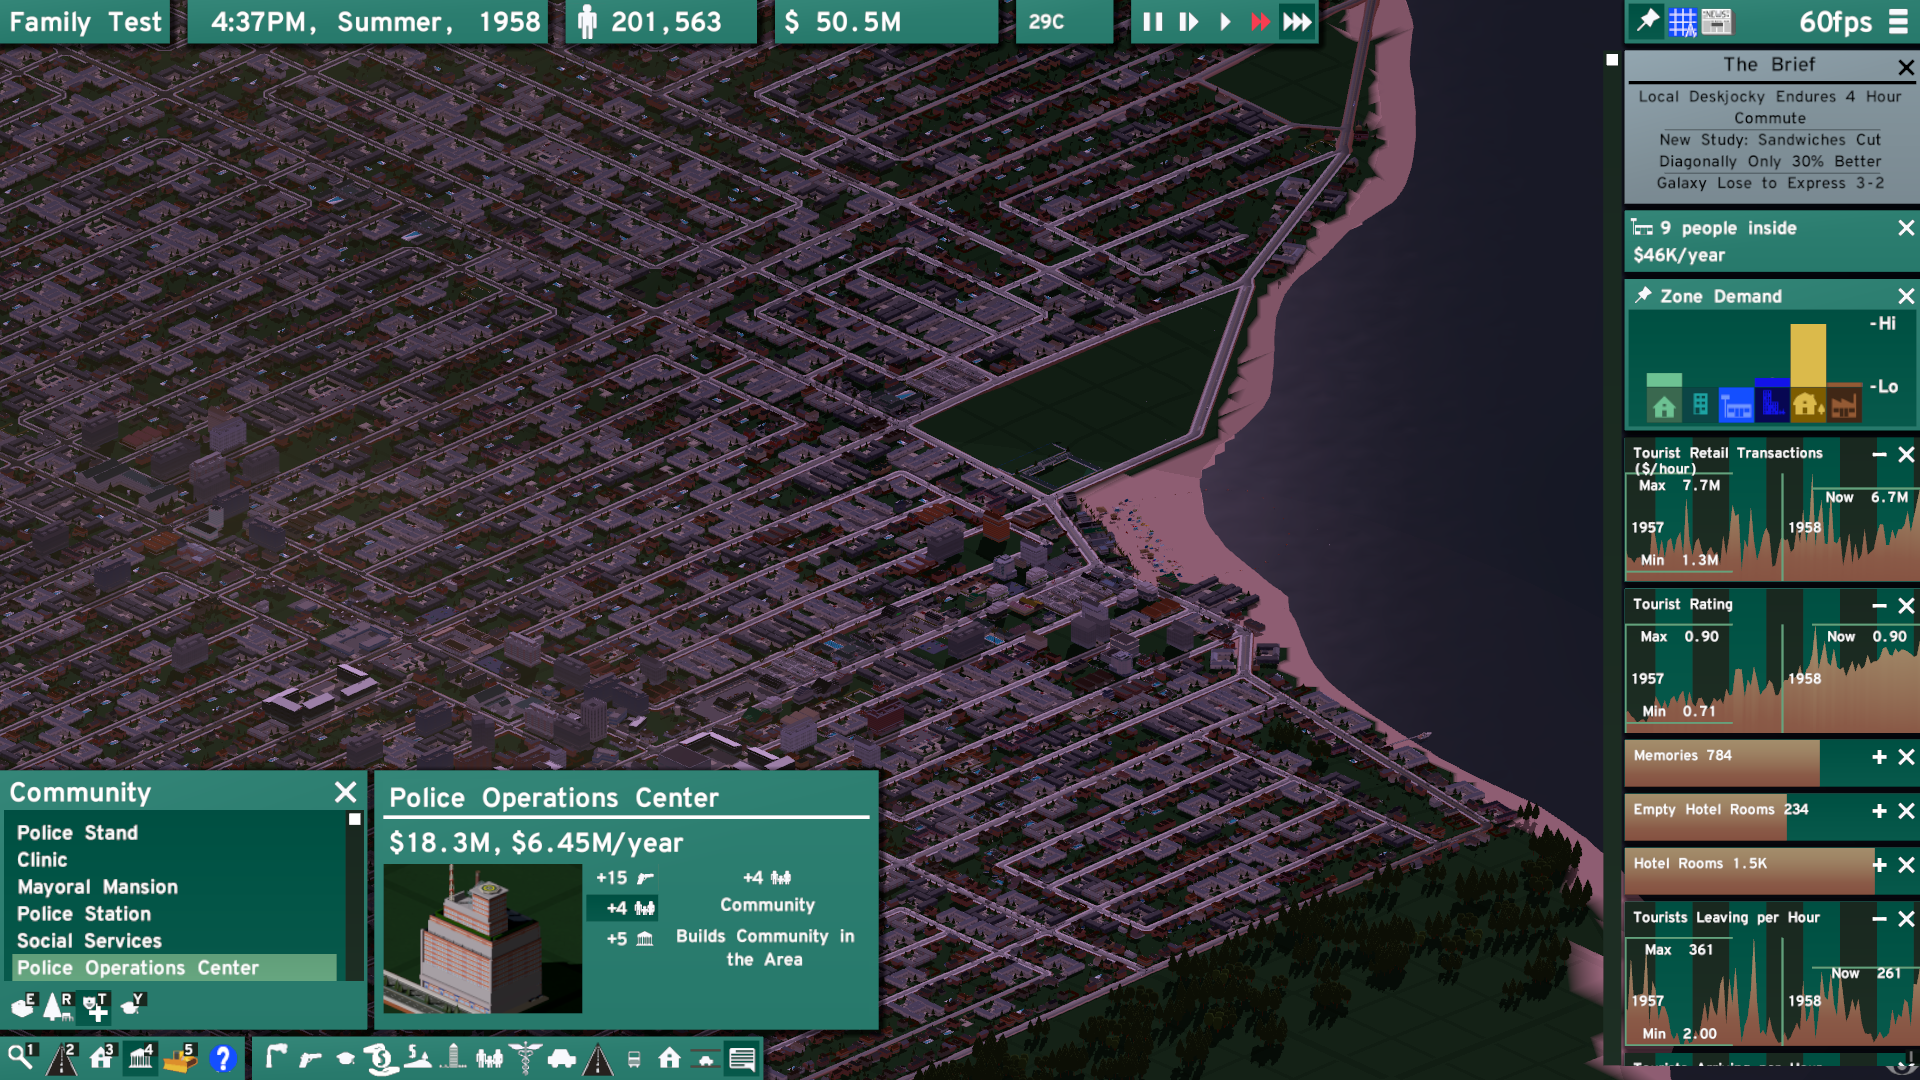 Family Test
4:37PM, Summer, 1958
201,563
$ 50.5M
29C
60fps
NEWS
The Brief
Local Deskjocky Endures 4 Hour
Commute
New Study: Sandwiches Cut
Diagonally Only 30% Better
Galaxy Lose to Express 3-2
9 people inside
$46K/year
Zone Demand
-Hi
-Lo
Tourist Retail Transactions
($/hour)
Max 7.7M
Now 6.7M
1957
1958
Min 1.3M
Tourist Rating
Max 0.90
Now 0.90
1957
1958
Min 0.71
Memories 784
Empty Hotel Rooms 234
Hotel Rooms 1.5K
Tourists Leaving per Hour
Max 361
Now 261
1957
1958
Min 2.00
Community
Police Stand
Clinic
Mayoral Mansion
Police Station
Social Services
Police Operations Center
E
R
T
Y
Police Operations Center
$18.3M, $6.45M/year
+15
+4
+5
+4
Community
Builds Community in
the Area
1
2
3
4
5
?